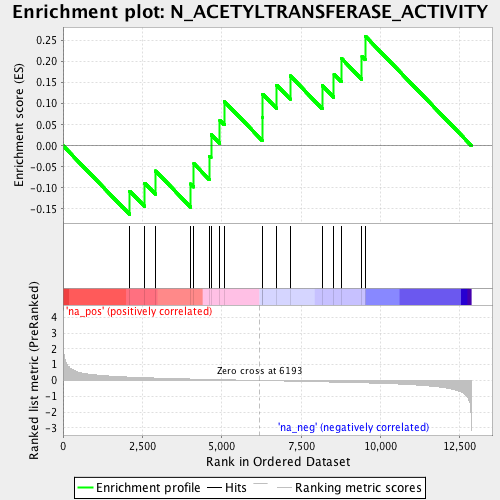 Enrichment plot: N_ACETYLTRANSFERASE_ACTIVITY
Enrichment score (ES)
0.25
0.20
0.15
0.10
0.05
0.00
-0.05
-0.10
-0.15
'na_pos' (positively correlated)
Ranked list metric (PreRanked)
4
3
2
1
0
-1
-2
-3
Zero cross at 6193
'na_neg' (negatively correlated)
0
2,500
5,000
7,500
10,000
12,500
Rank in Ordered Dataset
Enrichment profile
Hits
Ranking metric scores